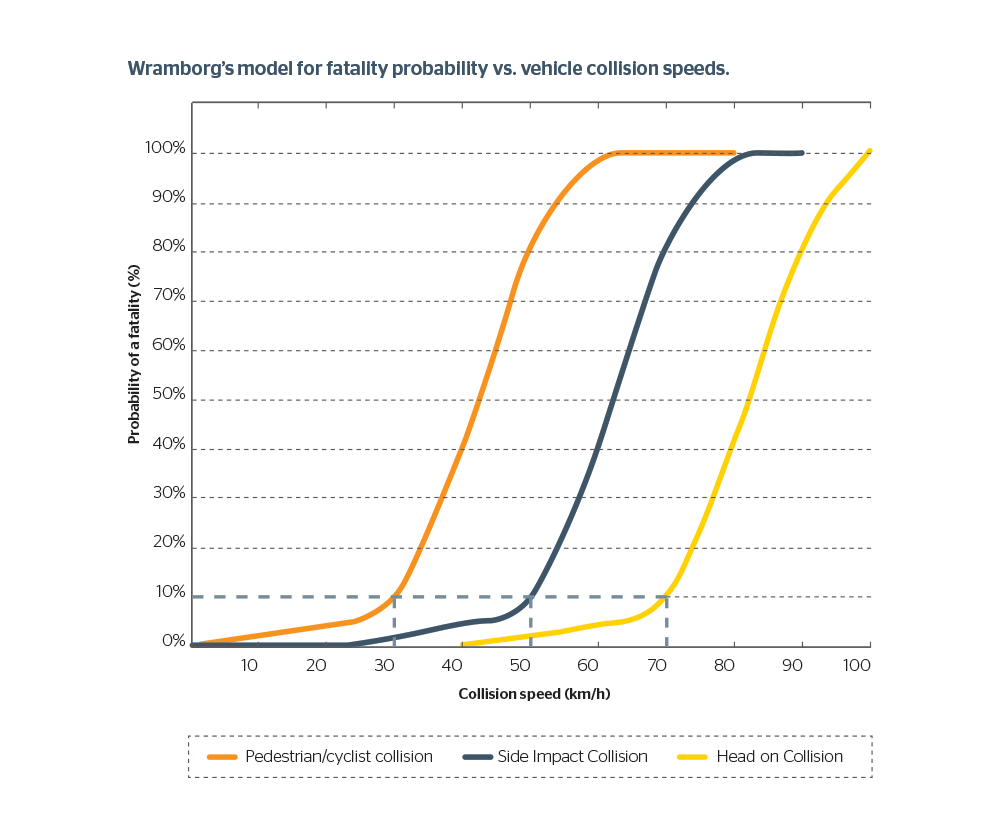 Wramborg's model for fatality probability vs. vehicle collision speeds.
100%
90%
80%
70%
60%
50%
40%
30%
20%
10%
0%
Probability of a fatality (%)
10 20 30 40 50 60 70 80 90 100
Collision speed (km/h)
Pedestrian/cyclist collision Side Impact Collision Head on Collision